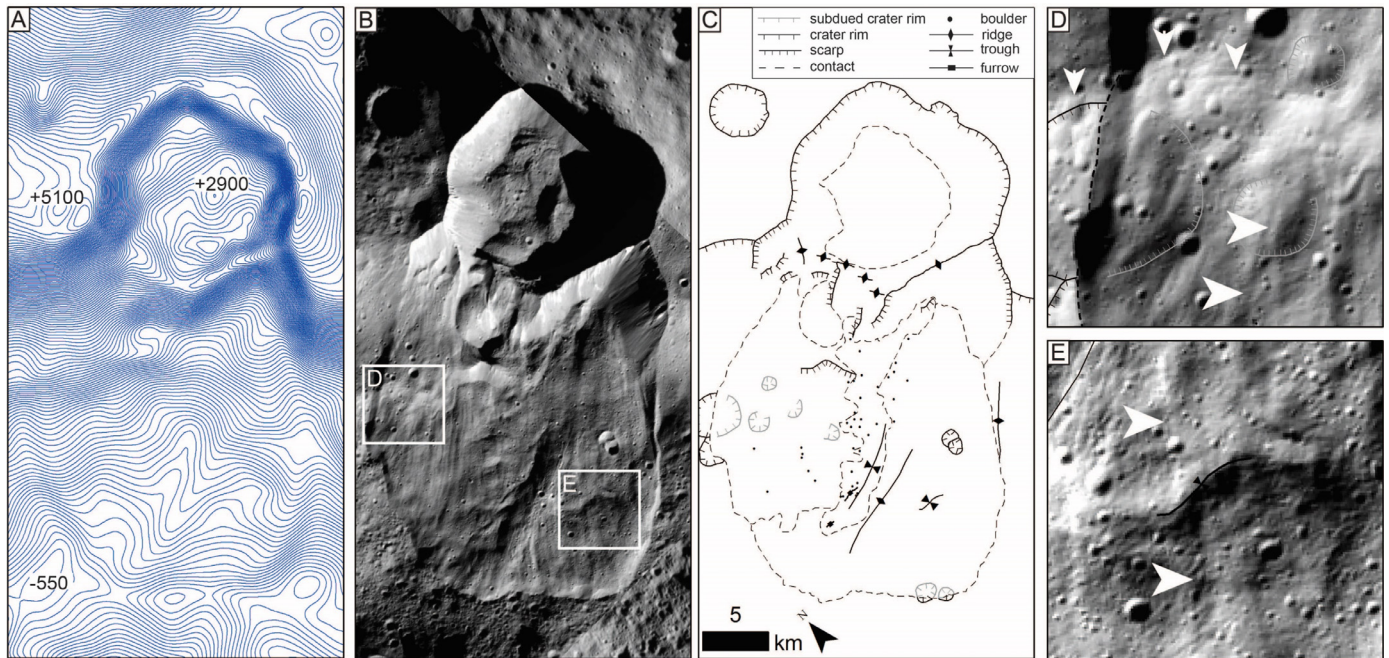 A
+5100
+2900
-550
B
D
E
C
subdued crater rim
crater rim
scarp
contact
boulder
ridge
trough
furrow
5
km
N
D
E